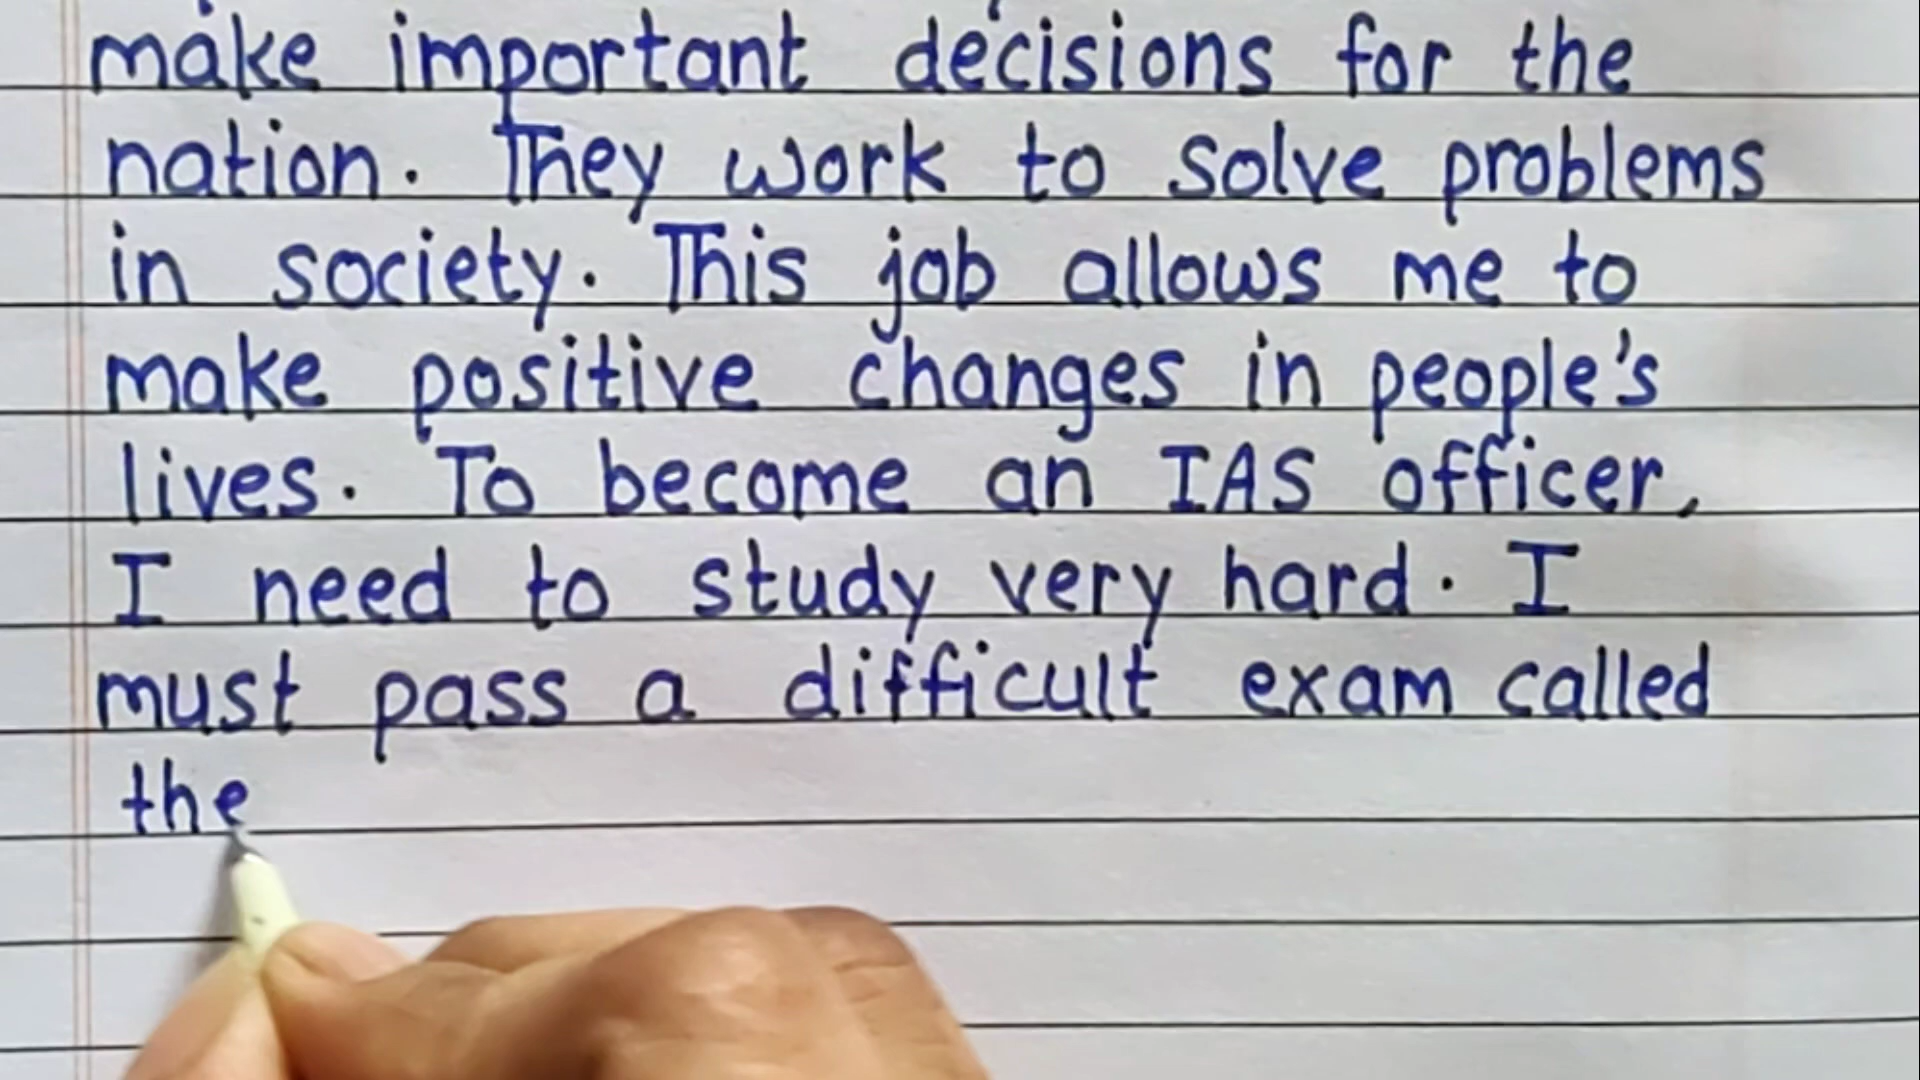 make important decisions for the
nation. They work to solve problems
in society. This job allows me to
make positive changes in people's
lives. To become an IAS officer,
I need to study very hard. I
must pass a difficult exam called
the